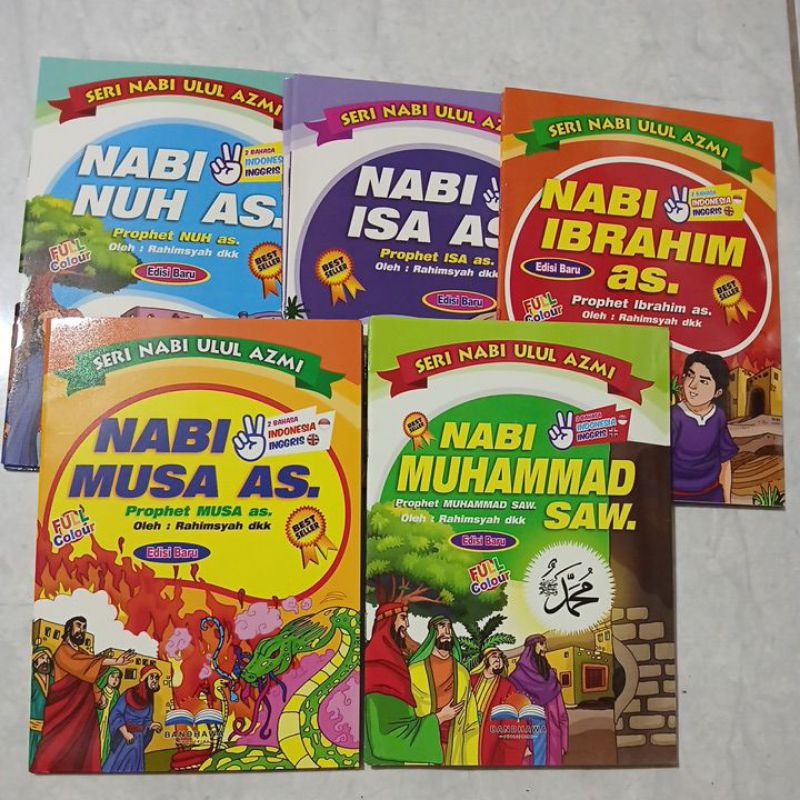 SERI NABI ULUL AZMI
NABI
NUH AS.
2 BAHASA
INDONESIA
INGGRIS
Prophet NUH as.
Oleh : Rahimsyah dkk
FULL
Colour
BEST
SELLER
Edisi Baru
SERI NABI ULUL AZ
NABI
ISA AS
Prophet ISA as.
Oleh : Rahimsyah dkk
BEST
SELLER
Edisi Baru
SERI NABI ULUL AZMI
NABI
IBRAHIM
as.
2 BAHASA
INDONESIA
INGGRIS
Edisi Baru
BEST
SELLER
FULL
Colour
Prophet Ibrahim as.
Oleh : Rahimsyah dkk
SERI NABI ULUL AZMI
NABI
MUSA AS.
2 BAHASA
INDONESIA
INGGRIS
Prophet MUSA as.
Oleh : Rahimsyah dkk
FULL
Colour
BEST
SELLER
Edisi Baru
BANDHAWA
SERI NABI ULUL AZMI
BEST
SELLER
NABI
MUHAMMAD
SAW.
2 BAHASA
INDONESIA
INGGRIS
Prophet MUHAMMAD SAW.
Oleh : Rahimsyah dkk
Edisi Baru
FULL
Colour
محمد
BANDHAWA